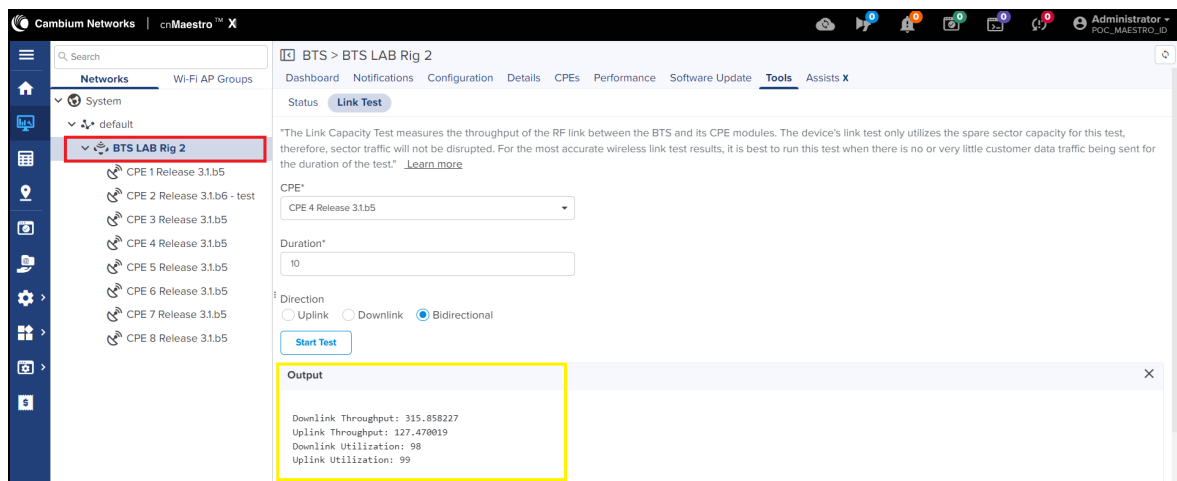 Cambium Networks | cnMaestro™ X
0 0 0 0 0 Administrator
POC_MAESTRO_ID
Search
Networks Wi-Fi AP Groups
System
default
BTS LAB Rig 2
CPE 1 Release 3.1.b5
CPE 2 Release 3.1.b6 - test
CPE 3 Release 3.1.b5
CPE 4 Release 3.1.b5
CPE 5 Release 3.1.b5
CPE 6 Release 3.1.b5
CPE 7 Release 3.1.b5
CPE 8 Release 3.1.b5
BTS > BTS LAB Rig 2
Dashboard Notifications Configuration Details CPEs Performance Software Update Tools Assists X
Status Link Test
"The Link Capacity Test measures the throughput of the RF link between the BTS and its CPE modules. The device's link test only utilizes the spare sector capacity for this test,
therefore, sector traffic will not be disrupted. For the most accurate wireless link test results, it is best to run this test when there is no or very little customer data traffic being sent for
the duration of the test." Learn more
CPE*
CPE 4 Release 3.1.b5
Duration*
10
Direction
Uplink Downlink Bidirectional
Start Test
Output
Downlink Throughput: 315.858227
Uplink Throughput: 127.470019
Downlink Utilization: 98
Uplink Utilization: 99